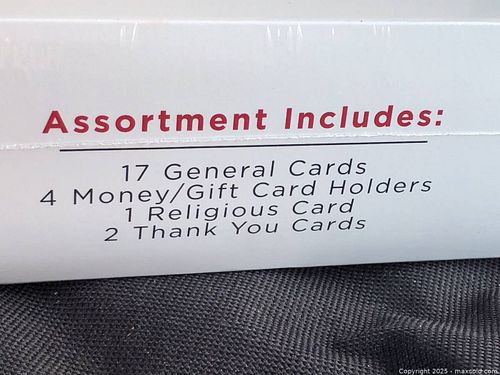 Assortment Includes:
17 General Cards
4 Money/Gift Card Holders
1 Religious Card
2 Thank You Cards
Copyright 2025 - maxsold.com